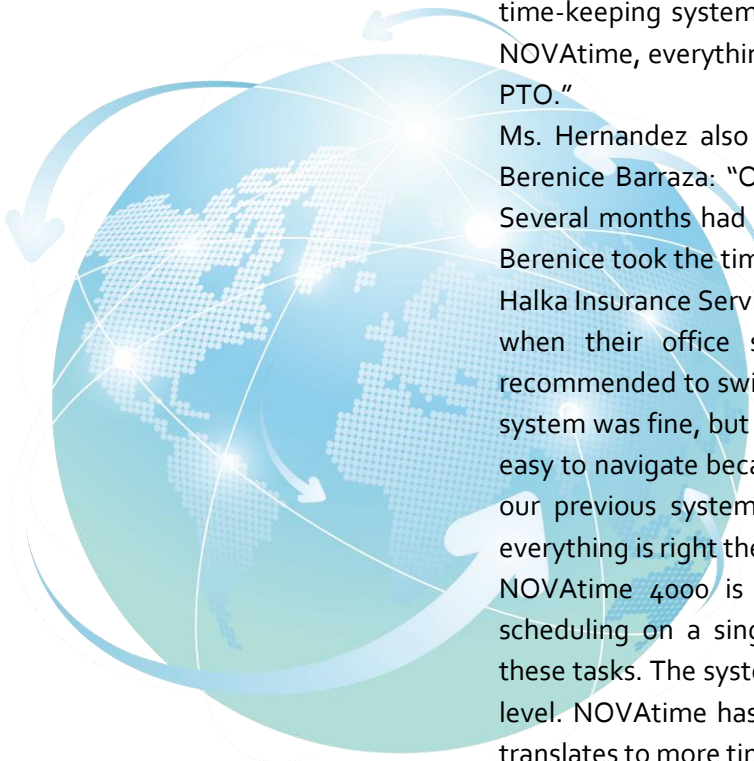 time-keeping system
NOVAtime, everythin
PTO."
Ms. Hernandez also
Berenice Barraza: "O
Several months had
Berenice took the tim
Halka Insurance Serv
when their office s
recommended to swi
system was fine, but
easy to navigate beca
our previous system
everything is right the
NOVAtime 4000 is
scheduling on a sing
these tasks. The syste
level. NOVAtime has
translates to more tim